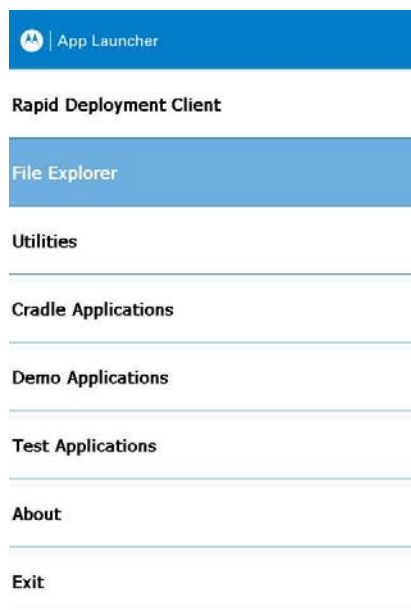 App Launcher
Rapid Deployment Client
File Explorer
Utilities
Cradle Applications
Demo Applications
Test Applications
About
Exit